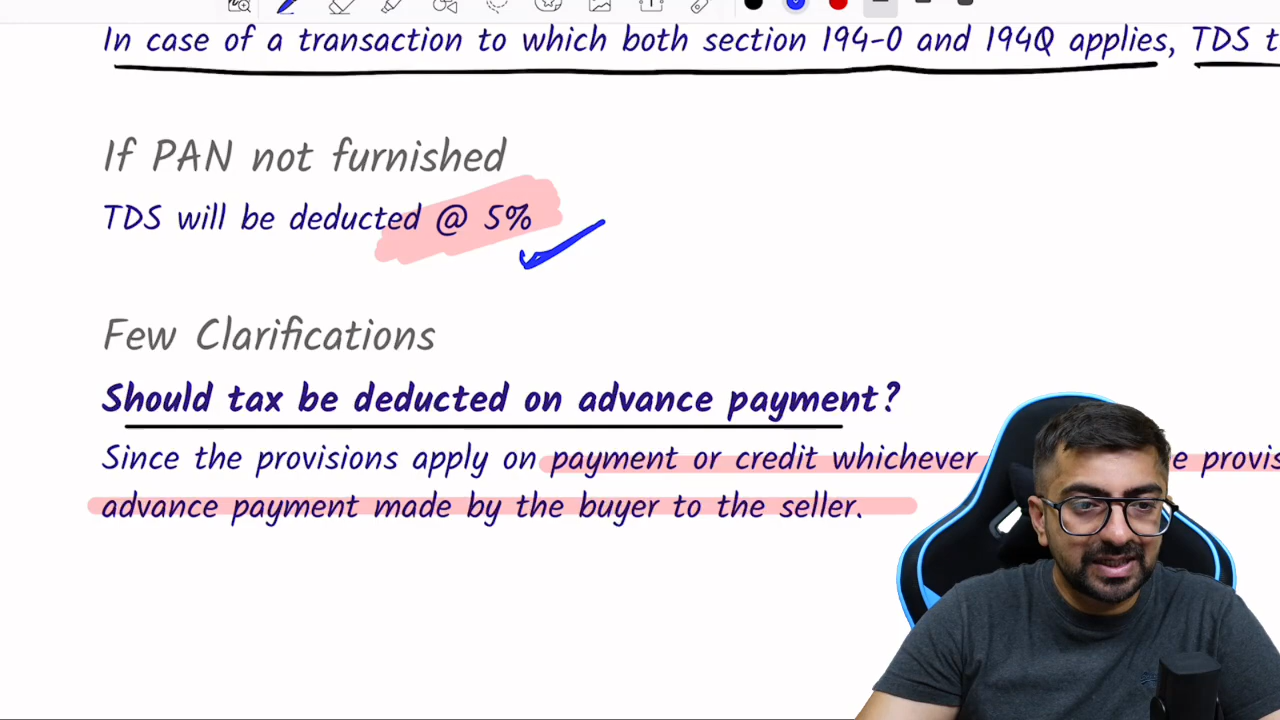 In case of a transaction to which both section 194-O and 194Q applies, TDS t
If PAN not furnished
TDS will be deducted @ 5%
Few Clarifications
Should tax be deducted on advance payment?
Since the provisions apply on payment or credit whichever e provis
advance payment made by the buyer to the seller.